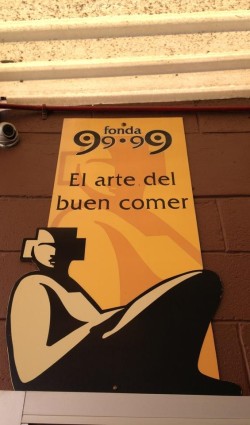 fonda
99.99
El arte del
buen comer